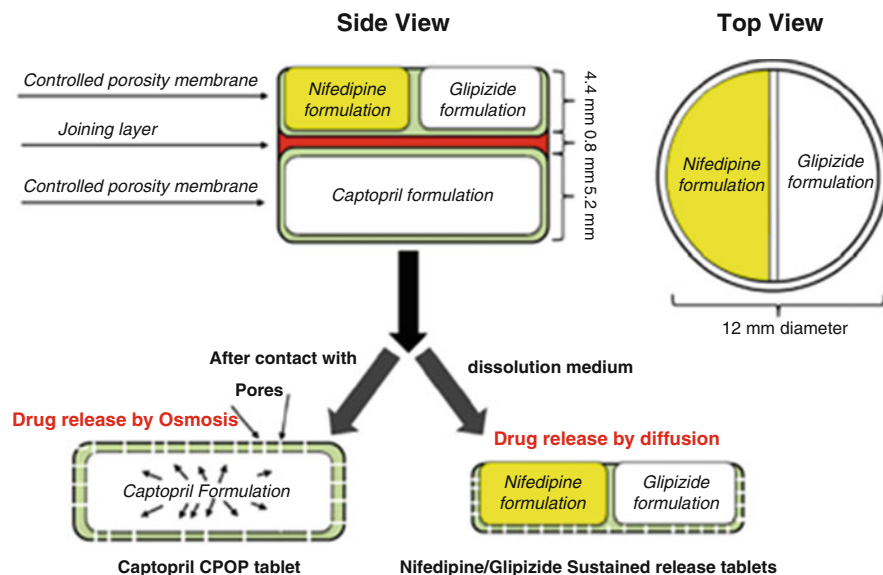 Side View
Top View
Controlled porosity membrane
Joining layer
Controlled porosity membrane
Nifedipine
formulation
Glipizide
formulation
Captopril formulation
4.4 mm 0.8 mm 5.2 mm
Nifedipine
formulation
Glipizide
formulation
12 mm diameter
After contact with
dissolution medium
Pores
Drug release by Osmosis
Drug release by diffusion
Captopril Formulation
Nifedipine
formulation
Glipizide
formulation
Captopril CPOP tablet
Nifedipine/Glipizide Sustained release tablets